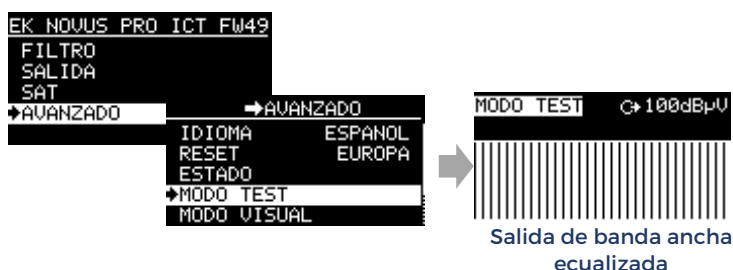 EK NOVUS PRO ICT FW49
FILTRO
SALIDA
SAT
AVANZADO
AVANZADO
IDIOMA ESPANOL
RESET EUROPA
ESTADO
MODO TEST
MODO VISUAL
MODO TEST 100dBμV
Salida de banda ancha
ecualizada